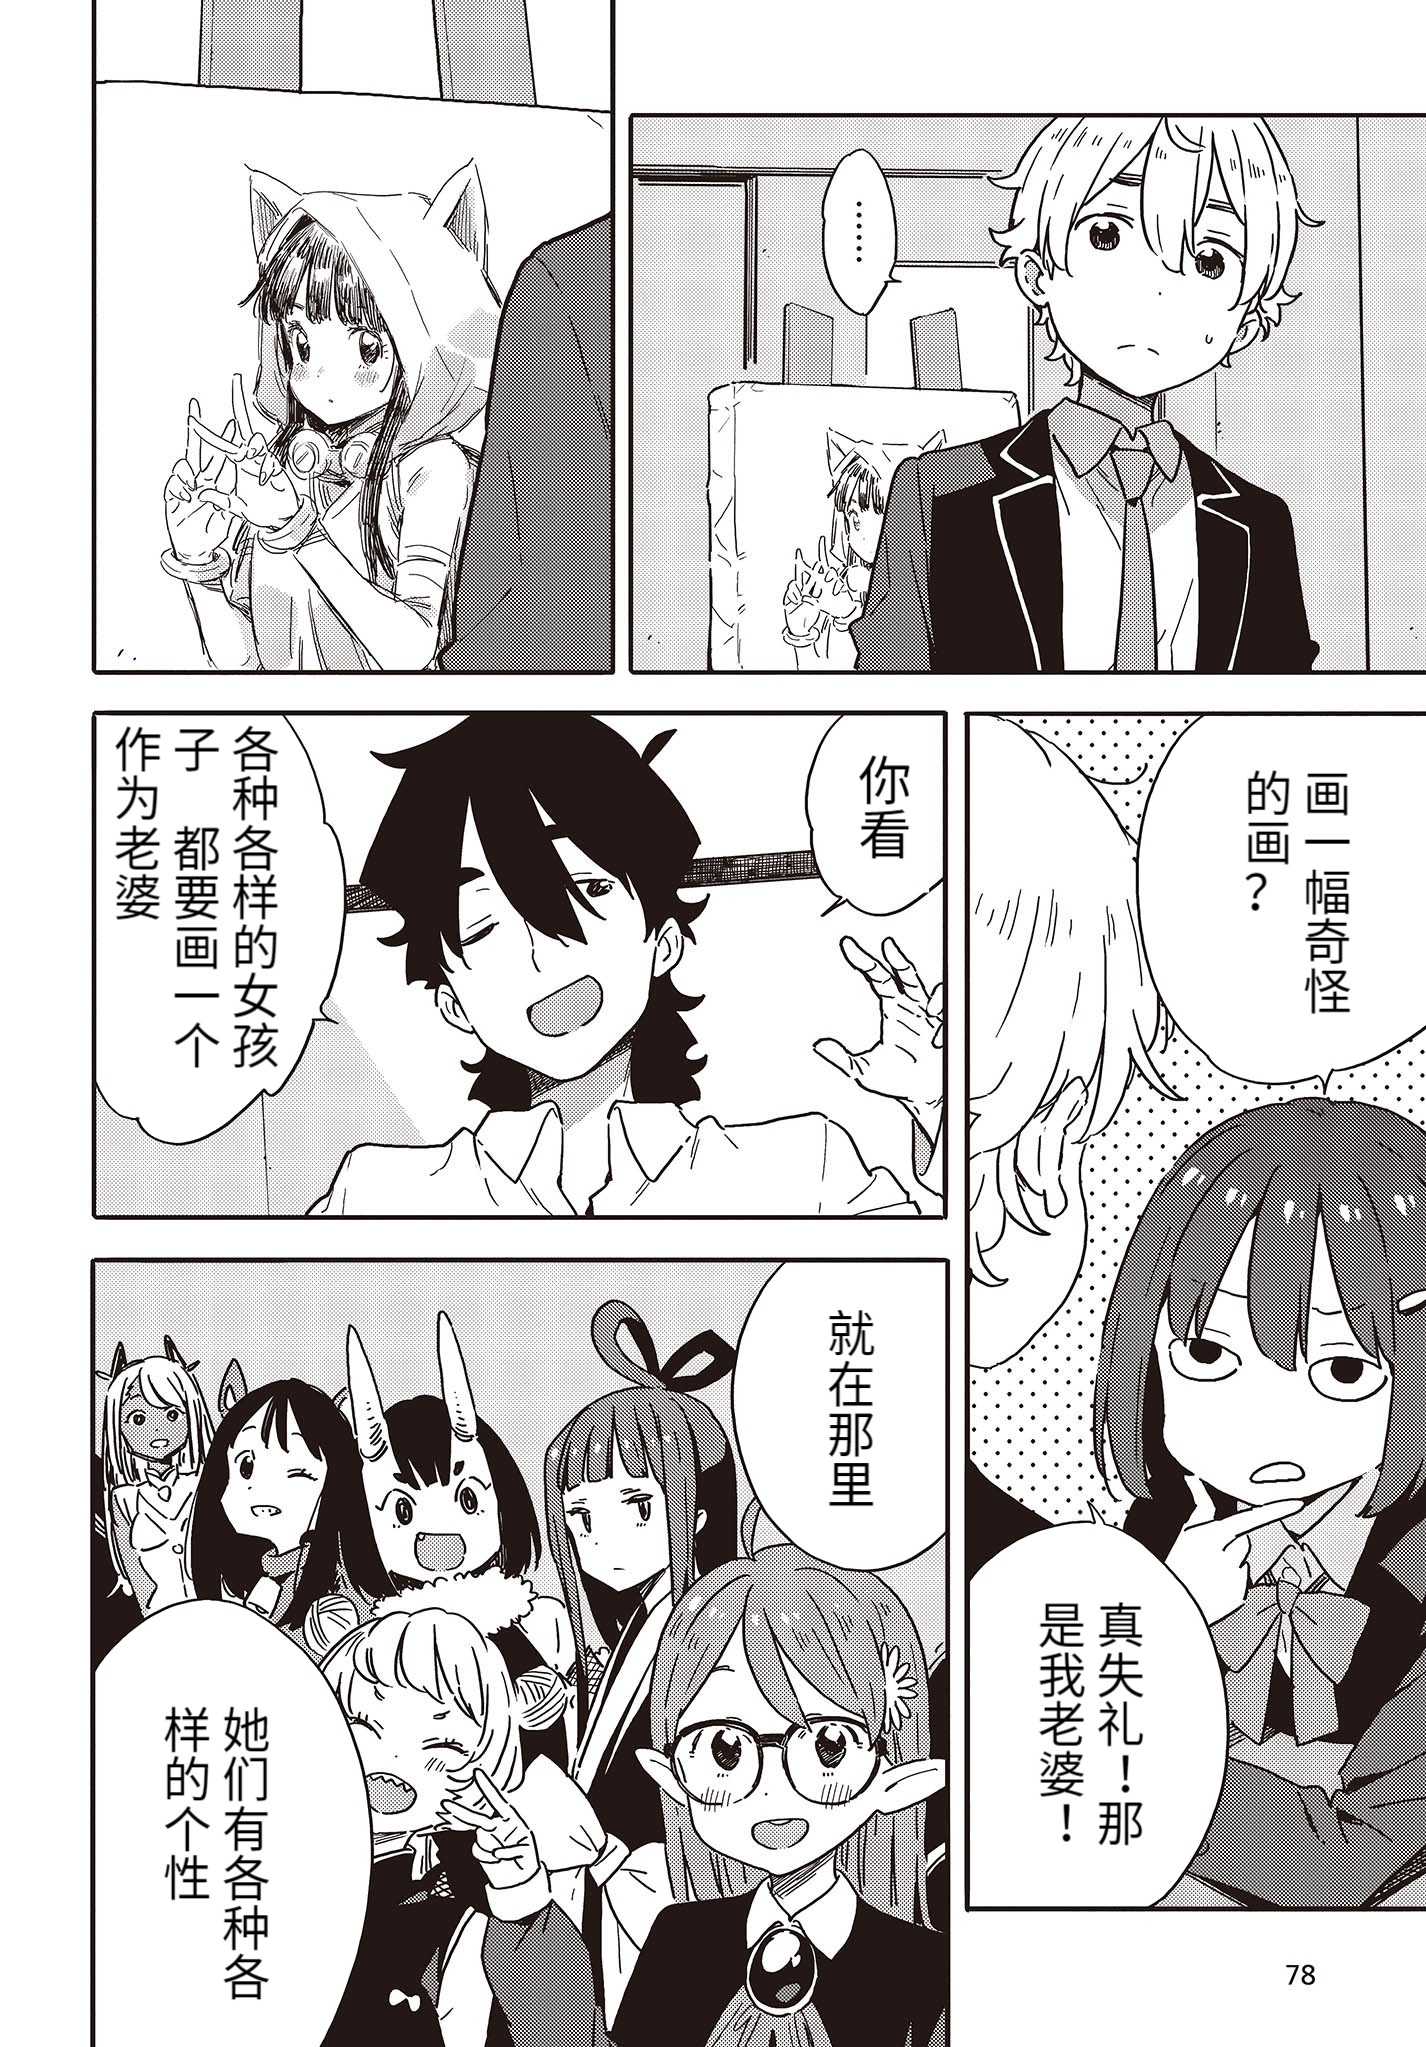 ……
画一幅奇怪
的画？
真失礼！那
是我老婆！
你看
各种各样的女孩
子 都要画一个
作为老婆
就在那里
她们有各种各
样的个性
78